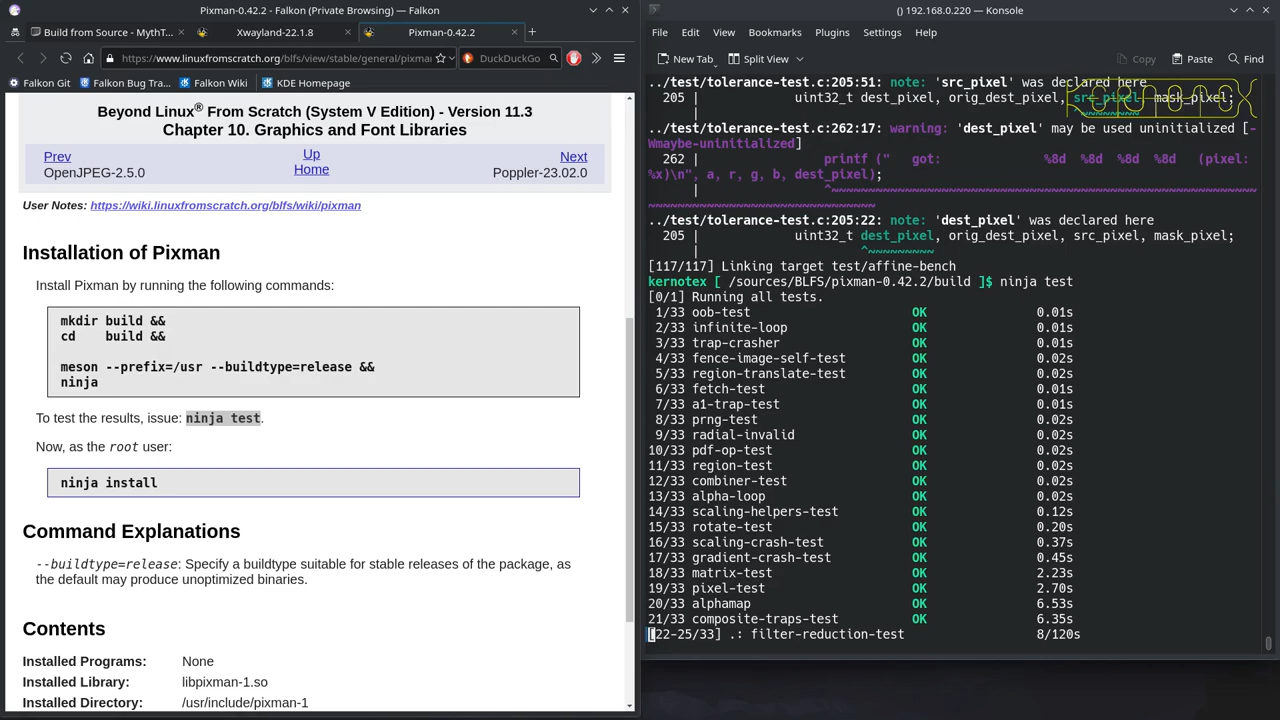 Pixman-0.42.2 - Falkon (Private Browsing) — Falkon
Build from Source - MythT...
Xwayland-22.1.8
Pixman-0.42.2
https://www.linuxfromscratch.org/blfs/view/stable/general/pixma
DuckDuckGo
Falkon Git
Falkon Bug Tra...
Falkon Wiki
KDE Homepage
Beyond Linux® From Scratch (System V Edition) - Version 11.3
Chapter 10. Graphics and Font Libraries
Prev
Up
Next
OpenJPEG-2.5.0
Home
Poppler-23.02.0
User Notes: https://wiki.linuxfromscratch.org/blfs/wiki/pixman
Installation of Pixman
Install Pixman by running the following commands:
mkdir build &&
cd    build &&
meson --prefix=/usr --buildtype=release &&
ninja
To test the results, issue: ninja test.
Now, as the root user:
ninja install
Command Explanations
--buildtype=release: Specify a buildtype suitable for stable releases of the package, as
the default may produce unoptimized binaries.
Contents
Installed Programs: None
Installed Library: libpixman-1.so
Installed Directory: /usr/include/pixman-1
() 192.168.0.220 — Konsole
File Edit View Bookmarks Plugins Settings Help
New Tab Split View Copy Paste Find
../test/tolerance-test.c:205:51: note: 'src_pixel' was declared here
205 |             uint32_t dest_pixel, orig_dest_pixel, src_pixel, mask_pixel;
|                                                   ^~~~~~~~~
../test/tolerance-test.c:262:17: warning: 'dest_pixel' may be used uninitialized [-
Wmaybe-uninitialized]
262 |                 printf ("   got:              %8d  %8d  %8d  %8d   (pixel:
%x)\n", a, r, g, b, dest_pixel);
|                 ^~~~~~~~~~~~~~~~~~~~~~~~~~~~~~~~~~~~~~~~~~~~~~~~~~~~~~~~~~~
~~~~~~~~~~~~~~~~~~~~~~~~~~~~~~~
../test/tolerance-test.c:205:22: note: 'dest_pixel' was declared here
205 |             uint32_t dest_pixel, orig_dest_pixel, src_pixel, mask_pixel;
|                      ^~~~~~~~~~
[117/117] Linking target test/affine-bench
kernotex [ /sources/BLFS/pixman-0.42.2/build ]$ ninja test
[0/1] Running all tests.
1/33 oob-test OK 0.01s
2/33 infinite-loop OK 0.01s
3/33 trap-crasher OK 0.01s
4/33 fence-image-self-test OK 0.02s
5/33 region-translate-test OK 0.02s
6/33 fetch-test OK 0.01s
7/33 a1-trap-test OK 0.01s
8/33 prng-test OK 0.02s
9/33 radial-invalid OK 0.02s
10/33 pdf-op-test OK 0.02s
11/33 region-test OK 0.02s
12/33 combiner-test OK 0.02s
13/33 alpha-loop OK 0.02s
14/33 scaling-helpers-test OK 0.12s
15/33 rotate-test OK 0.20s
16/33 scaling-crash-test OK 0.37s
17/33 gradient-crash-test OK 0.45s
18/33 matrix-test OK 2.23s
19/33 pixel-test OK 2.70s
20/33 alphamap OK 6.53s
21/33 composite-traps-test OK 6.35s
[22-25/33] .: filter-reduction-test 8/120s